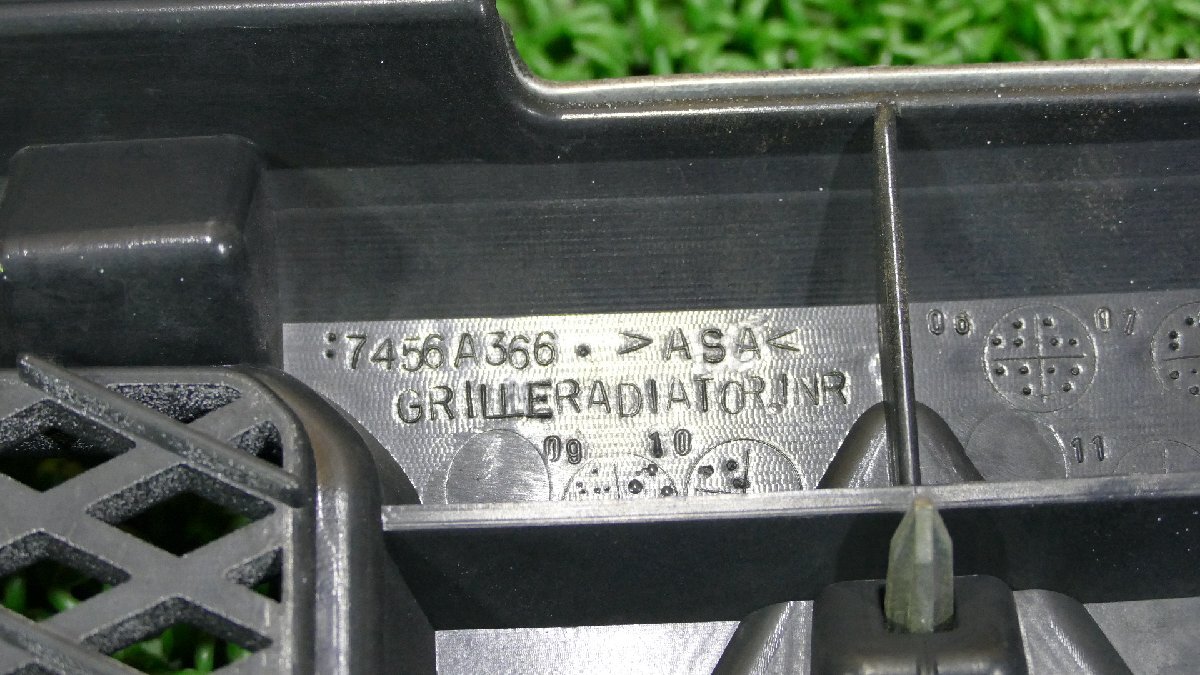 :7456A366. >ASA<
GRILLERADIATOR,INR
06 07
09 10 11